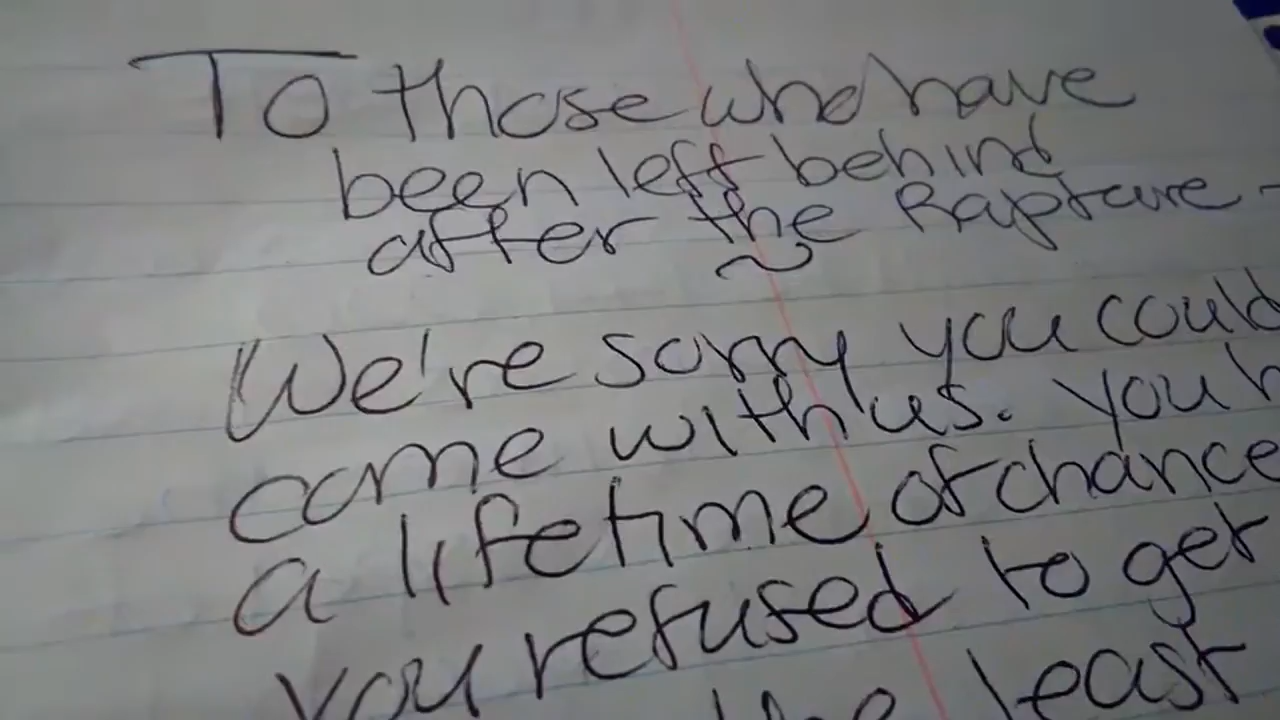 To those who have
been left behind
after the Rapture -
We're sorry you could
come with us. You h
a lifetime of chance
you refused to get
the least